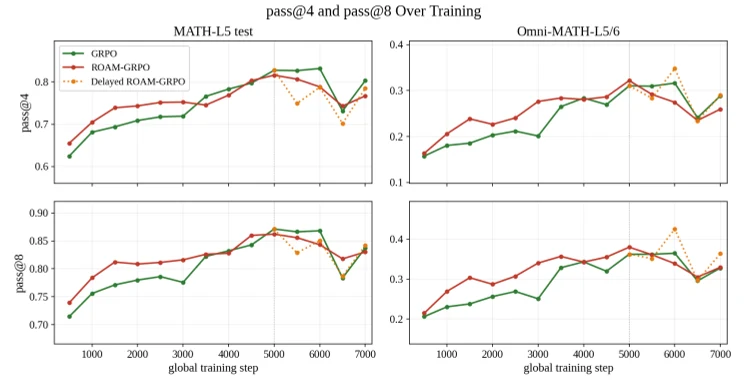 pass@4 and pass@8 Over Training
MATH-L5 test
Omni-MATH-L5/6
GRPO
ROAM-GRPO
Delayed ROAM-GRPO
pass@4
0.8
0.7
0.6
0.4
0.3
0.2
0.1
pass@8
0.90
0.85
0.80
0.75
0.70
0.4
0.3
0.2
1000 2000 3000 4000 5000 6000 7000
1000 2000 3000 4000 5000 6000 7000
global training step
global training step